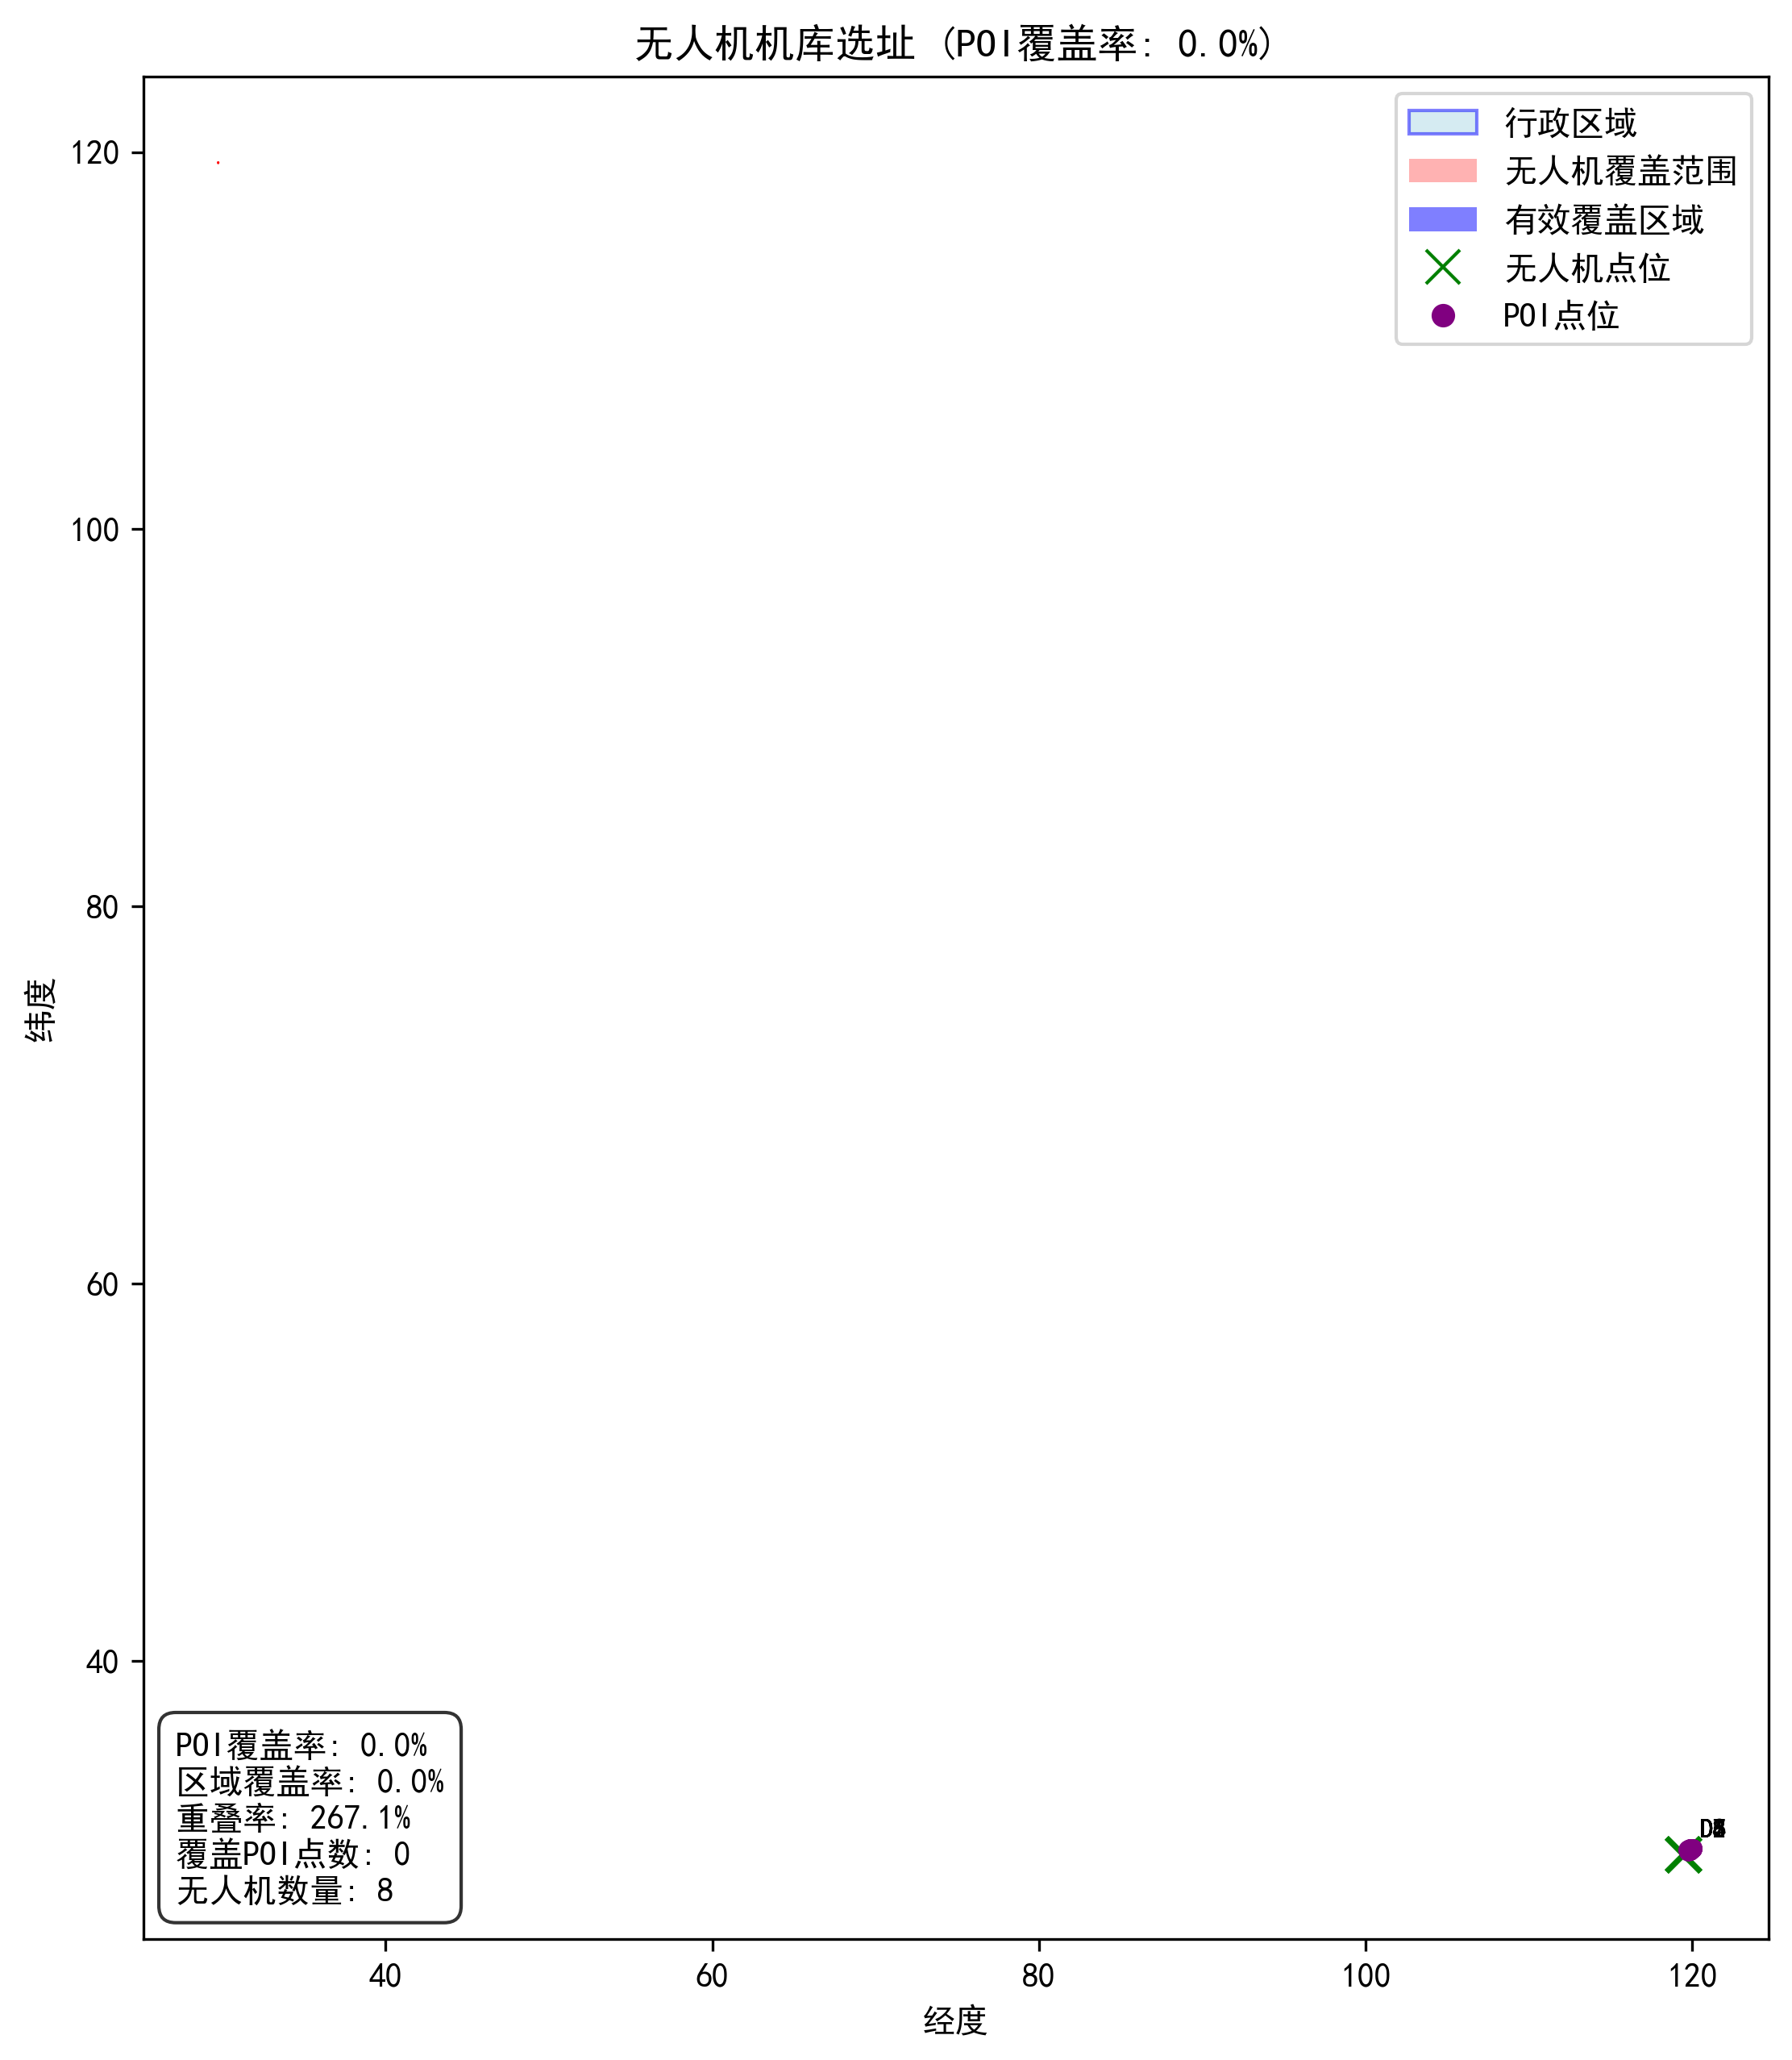 无人机机库选址 (POI覆盖率: 0.0%)
行政区域
无人机覆盖范围
有效覆盖区域
无人机点位
POI点位
120
100
80
60
40
纬度
POI覆盖率: 0.0%
区域覆盖率: 0.0%
重叠率: 267.1%
覆盖POI点数: 0
无人机数量: 8
40
60
80
100
120
经度